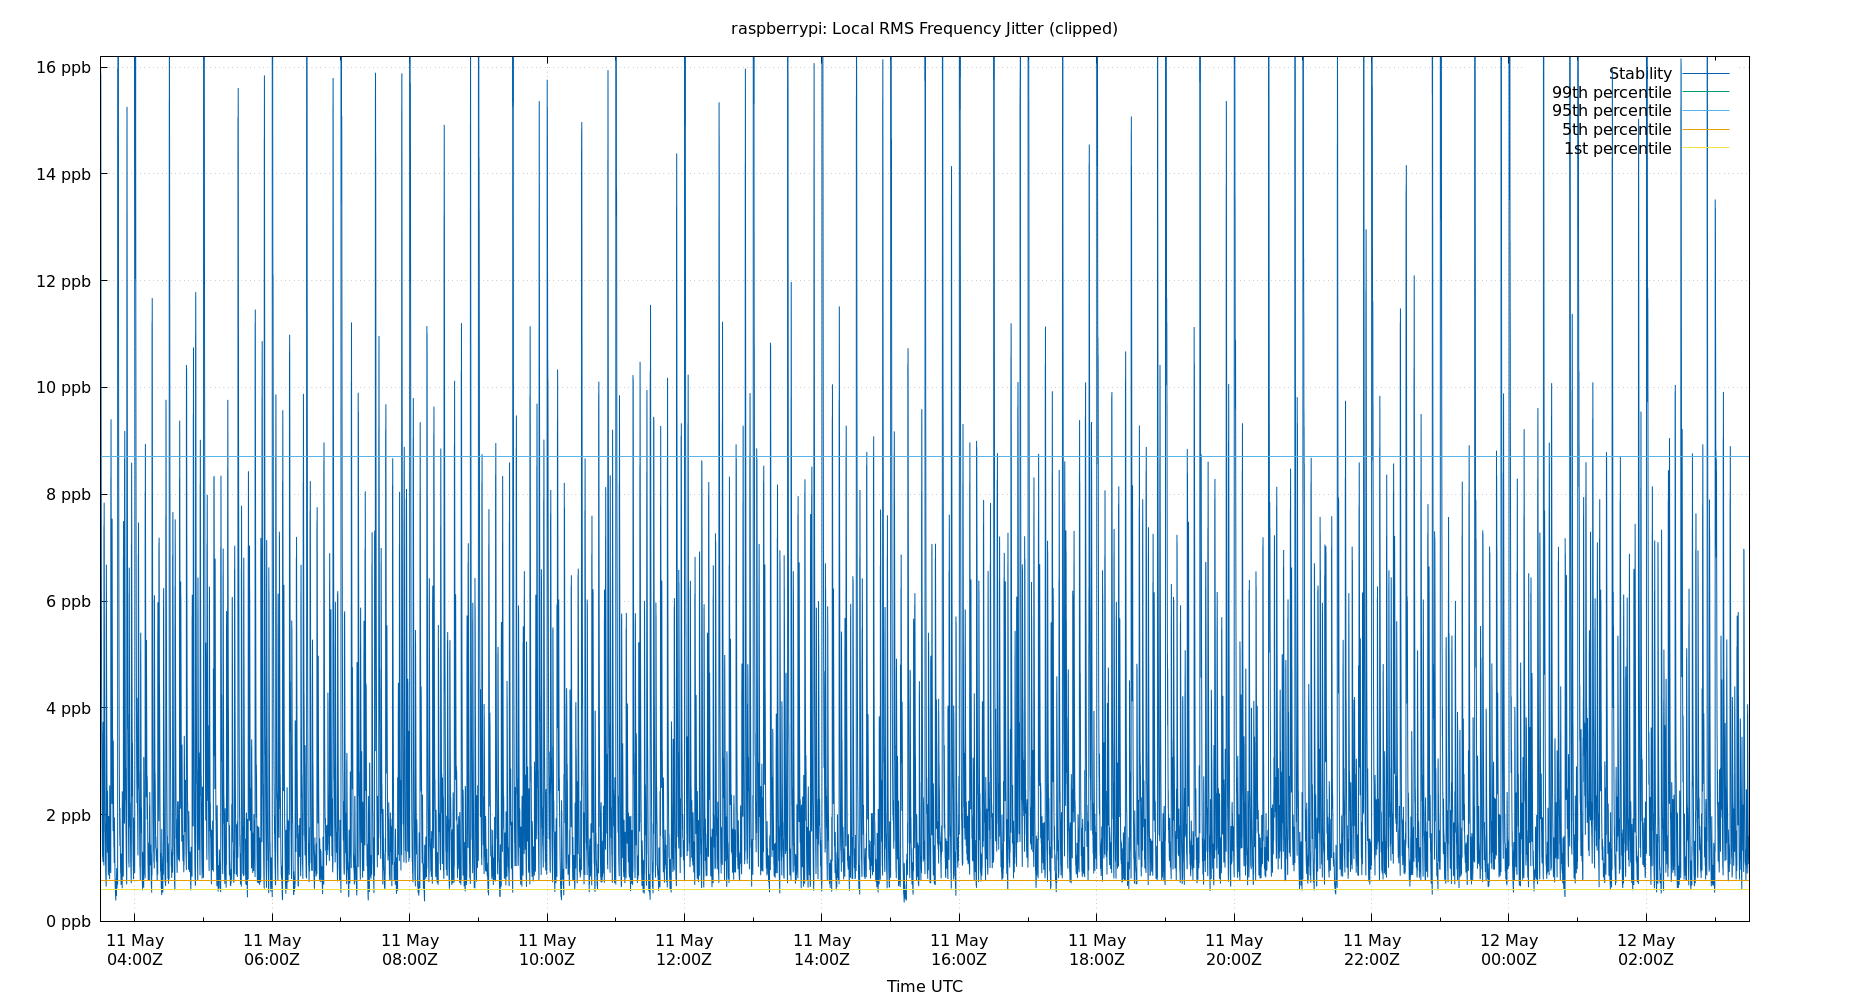 raspberrypi: Local RMS Frequency Jitter (clipped)
16 ppb
14 ppb
12 ppb
10 ppb
8 ppb
6 ppb
4 ppb
2 ppb
0 ppb
Stability
99th percentile
95th percentile
5th percentile
1st percentile
11 May 11 May 11 May 11 May 11 May 11 May 11 May 11 May 11 May 11 May 12 May 12 May
04:00Z 06:00Z 08:00Z 10:00Z 12:00Z 14:00Z 16:00Z 18:00Z 20:00Z 22:00Z 00:00Z 02:00Z
Time UTC